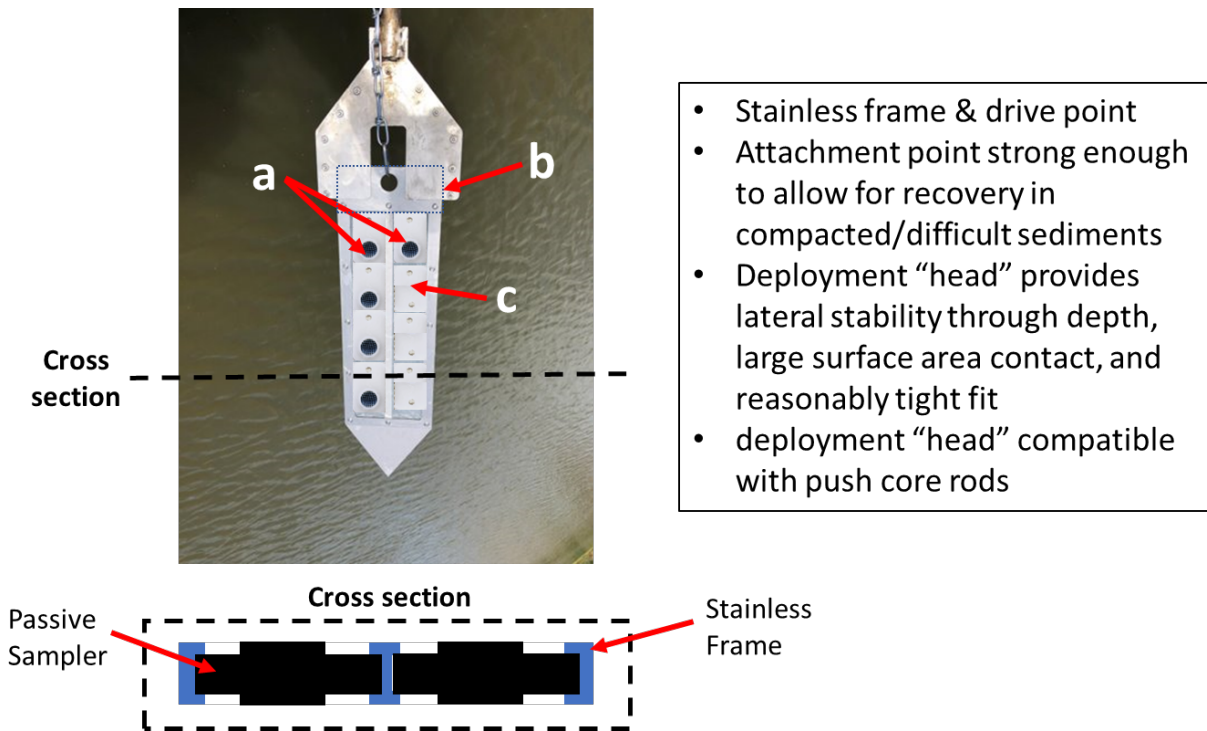 a
b
c
Cross
section
• Stainless frame & drive point
• Attachment point strong enough
to allow for recovery in
compacted/difficult sediments
• Deployment “head” provides
lateral stability through depth,
large surface area contact, and
reasonably tight fit
• deployment “head” compatible
with push core rods
Cross section
Passive
Sampler
Stainless
Frame